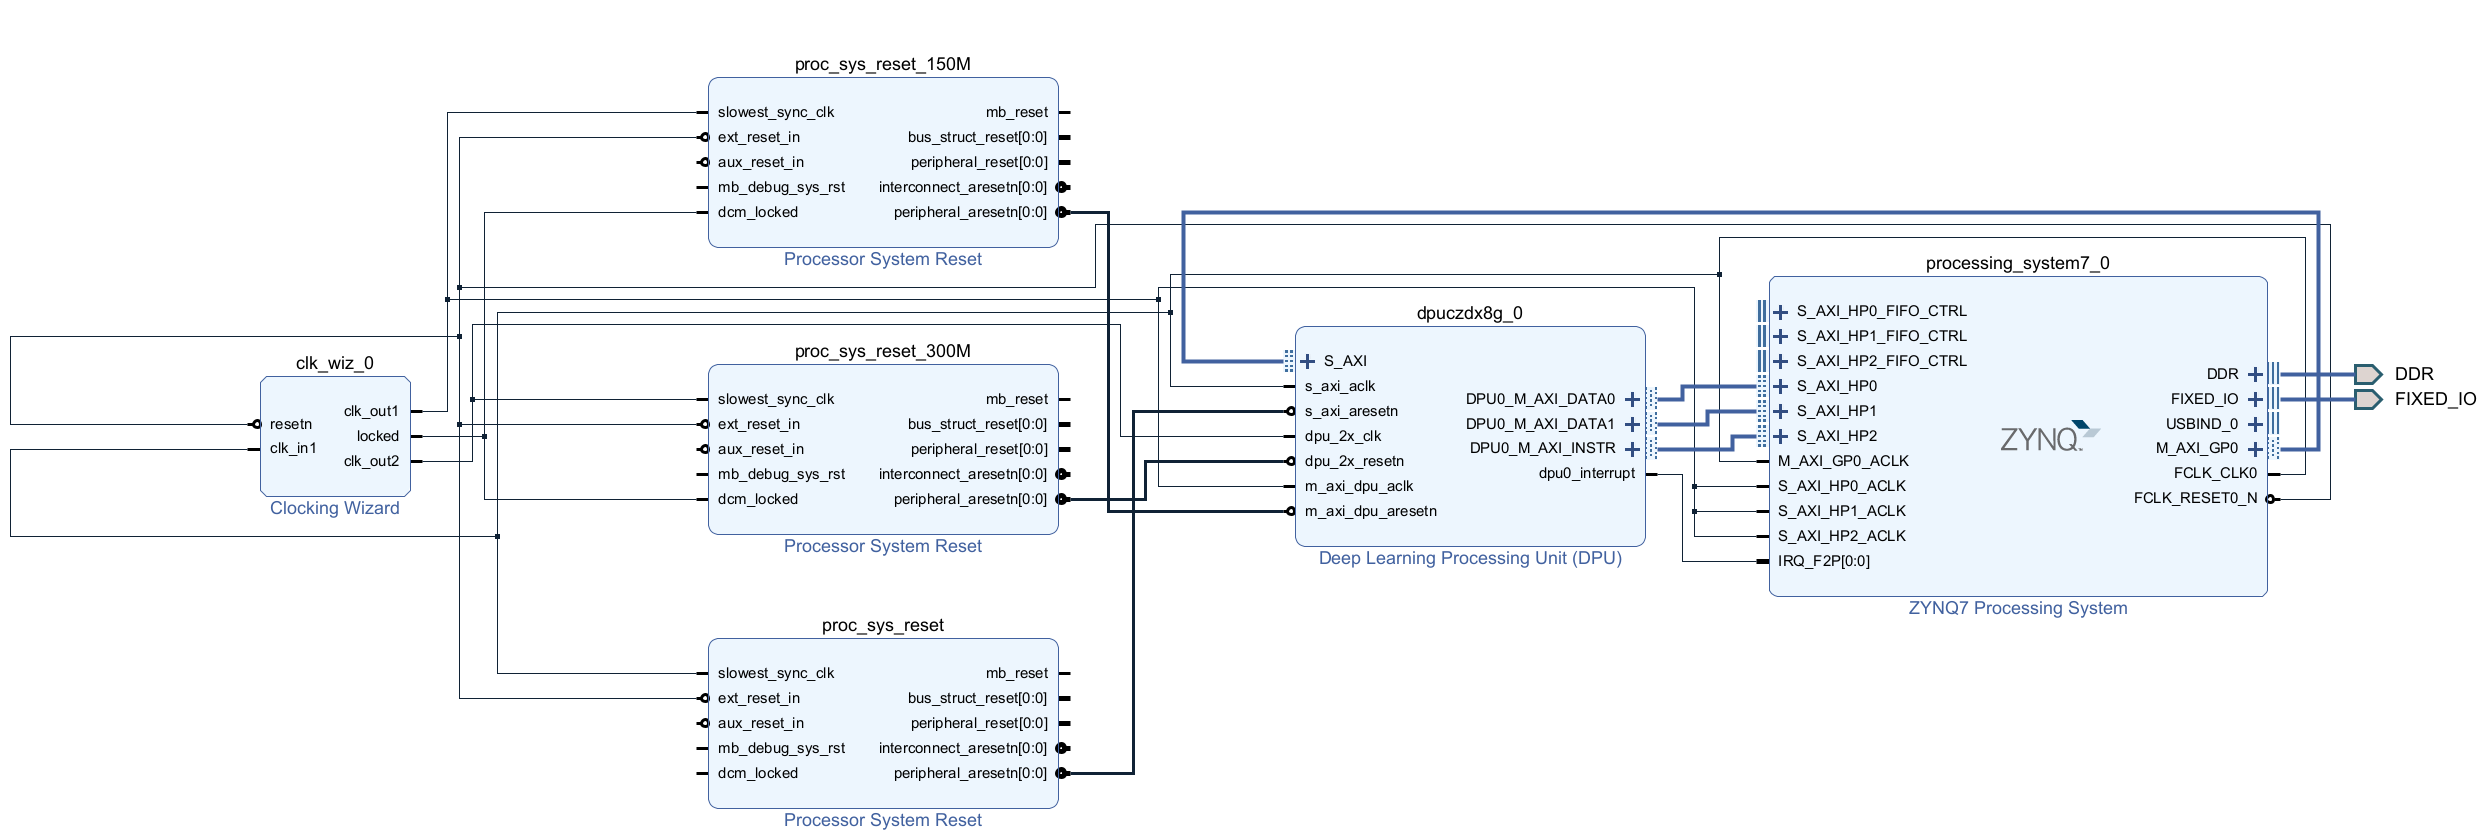 proc_sys_reset_150M
slowest_sync_clk
ext_reset_in
aux_reset_in
mb_debug_sys_rst
dcm_locked
mb_reset
bus_struct_reset[0:0]
peripheral_reset[0:0]
interconnect_aresetn[0:0]
peripheral_aresetn[0:0]
Processor System Reset
clk_wiz_0
resetn
clk_in1
clk_out1
locked
clk_out2
Clocking Wizard
proc_sys_reset_300M
slowest_sync_clk
ext_reset_in
aux_reset_in
mb_debug_sys_rst
dcm_locked
mb_reset
bus_struct_reset[0:0]
peripheral_reset[0:0]
interconnect_aresetn[0:0]
peripheral_aresetn[0:0]
Processor System Reset
proc_sys_reset
slowest_sync_clk
ext_reset_in
aux_reset_in
mb_debug_sys_rst
dcm_locked
mb_reset
bus_struct_reset[0:0]
peripheral_reset[0:0]
interconnect_aresetn[0:0]
peripheral_aresetn[0:0]
Processor System Reset
dpuczdx8g_0
S_AXI
s_axi_aclk
s_axi_aresetn
dpu_2x_clk
dpu_2x_resetn
m_axi_dpu_aclk
m_axi_dpu_aresetn
DPU0_M_AXI_DATA0
DPU0_M_AXI_DATA1
DPU0_M_AXI_INSTR
dpu0_interrupt
Deep Learning Processing Unit (DPU)
processing_system7_0
S_AXI_HP0_FIFO_CTRL
S_AXI_HP1_FIFO_CTRL
S_AXI_HP2_FIFO_CTRL
S_AXI_HP0
S_AXI_HP1
S_AXI_HP2
M_AXI_GP0_ACLK
S_AXI_HP0_ACLK
S_AXI_HP1_ACLK
S_AXI_HP2_ACLK
IRQ_F2P[0:0]
ZYNQ
DDR
FIXED_IO
USBIND_0
M_AXI_GP0
FCLK_CLK0
FCLK_RESET0_N
ZYNQ7 Processing System
DDR
FIXED_IO